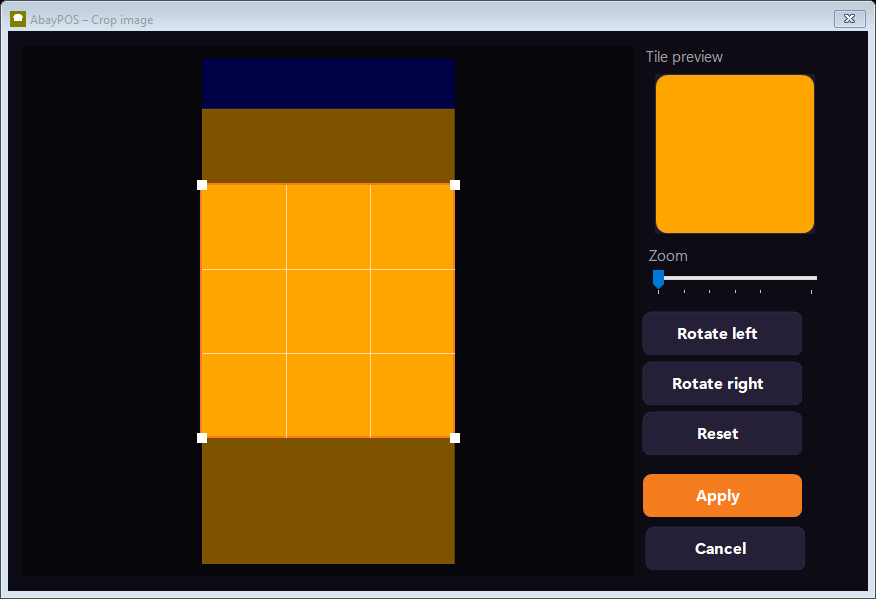 AbayPOS – Crop image
Tile preview
Zoom
Rotate left
Rotate right
Reset
Apply
Cancel